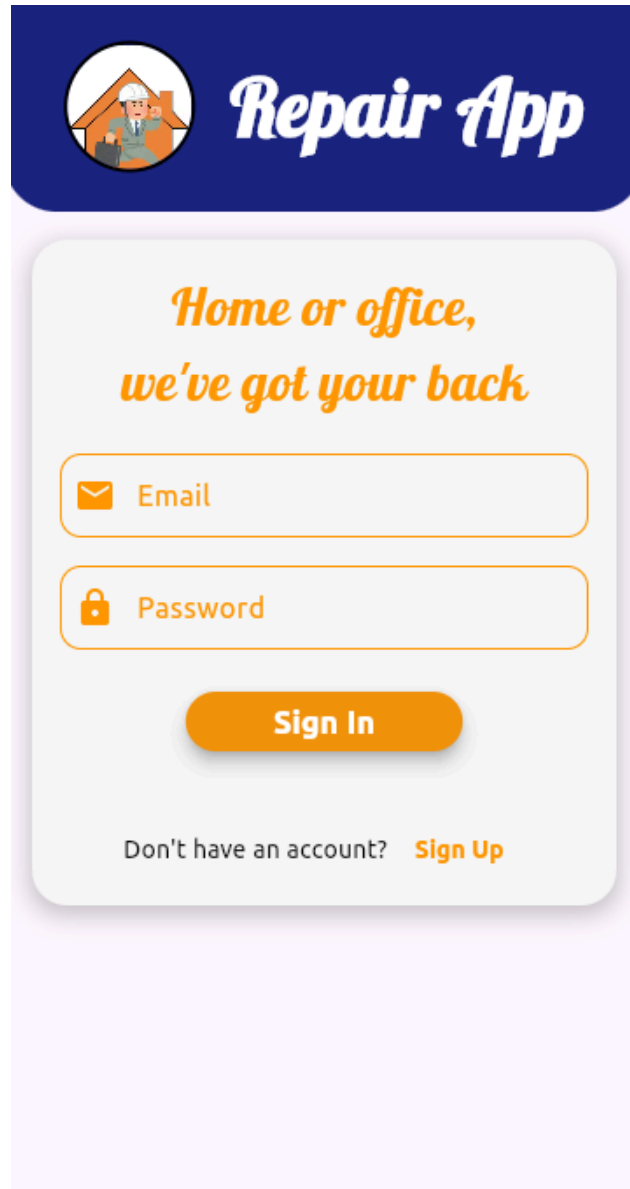 Repair App
Home or office,
we've got your back
Email
Password
Sign In
Don't have an account? Sign Up